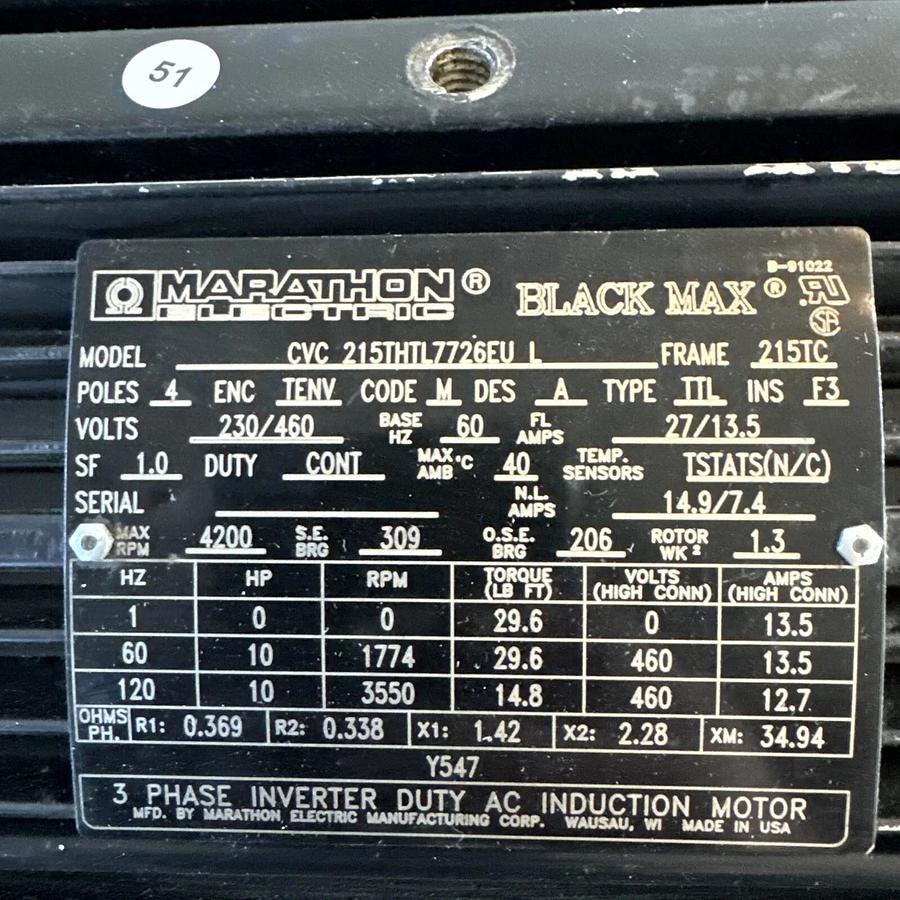 51
B-91022
MARATHON® BLACK MAX®
ELECTRIC
MODEL CVC 215THTL7726EU L FRAME 215TC
POLES 4 ENC TENV CODE M DES A TYPE TTL INS F3
VOLTS 230/460 BASE HZ 60 FL AMPS 27/13.5
SF 1.0 DUTY CONT MAX AMB °C 40 TEMP. SENSORS TSTATS(N/C)
SERIAL N.L. AMPS 14.9/7.4
MAX RPM 4200 S.E. BRG 309 O.S.E. BRG 206 ROTOR WK² 1.3
HZ HP RPM TORQUE (LB FT) VOLTS (HIGH CONN) AMPS (HIGH CONN)
1 0 0 29.6 0 13.5
60 10 1774 29.6 460 13.5
120 10 3550 14.8 460 12.7
OHMS PH. R1: 0.369 R2: 0.338 X1: 1.42 X2: 2.28 XM: 34.94
Y547
3 PHASE INVERTER DUTY AC INDUCTION MOTOR
MFD. BY MARATHON ELECTRIC MANUFACTURING CORP. WAUSAU, WI MADE IN USA